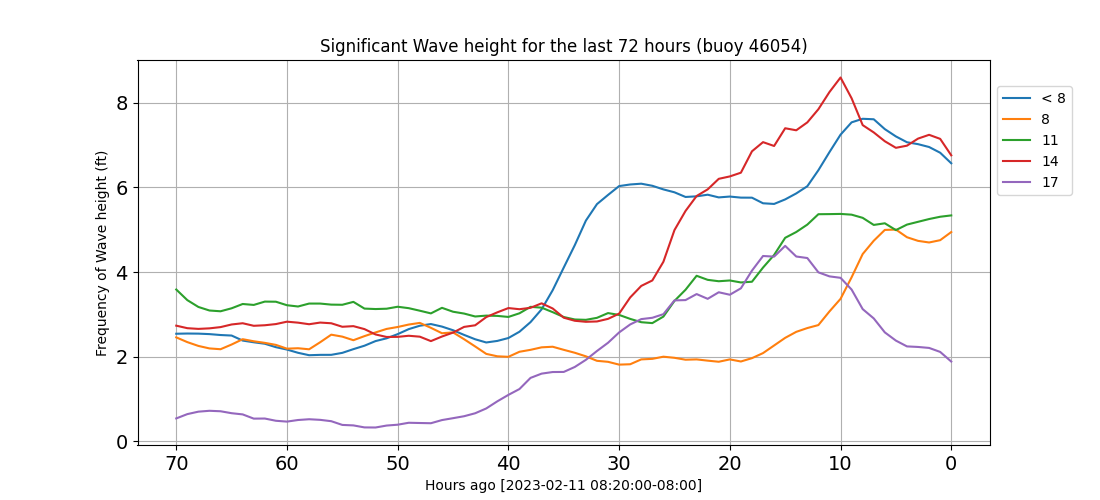 Significant Wave height for the last 72 hours (buoy 46054)
Frequency of Wave height (ft)
8
6
4
2
0
70 60 50 40 30 20 10 0
Hours ago [2023-02-11 08:20:00-08:00]
< 8
8
11
14
17